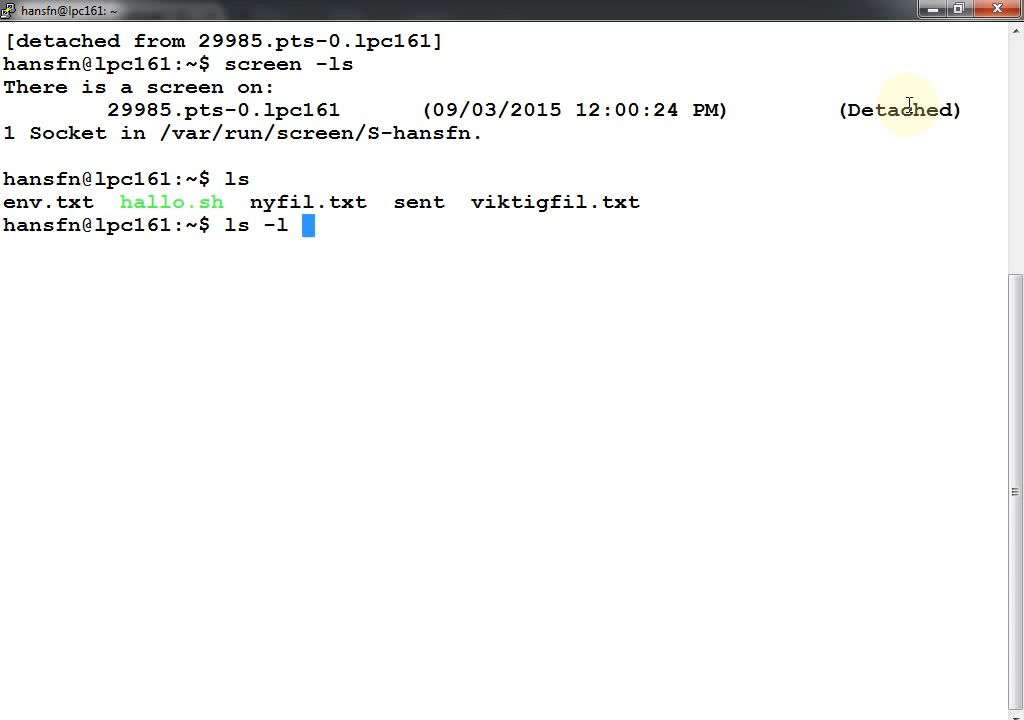 hansfn@lpc161: ~
[detached from 29985.pts-0.lpc161]
hansfn@lpc161:~$ screen -ls
There is a screen on:
        29985.pts-0.lpc161      (09/03/2015 12:00:24 PM)        (Detached)
1 Socket in /var/run/screen/S-hansfn.

hansfn@lpc161:~$ ls
env.txt  hallo.sh  nyfil.txt  sent  viktigfil.txt
hansfn@lpc161:~$ ls -l